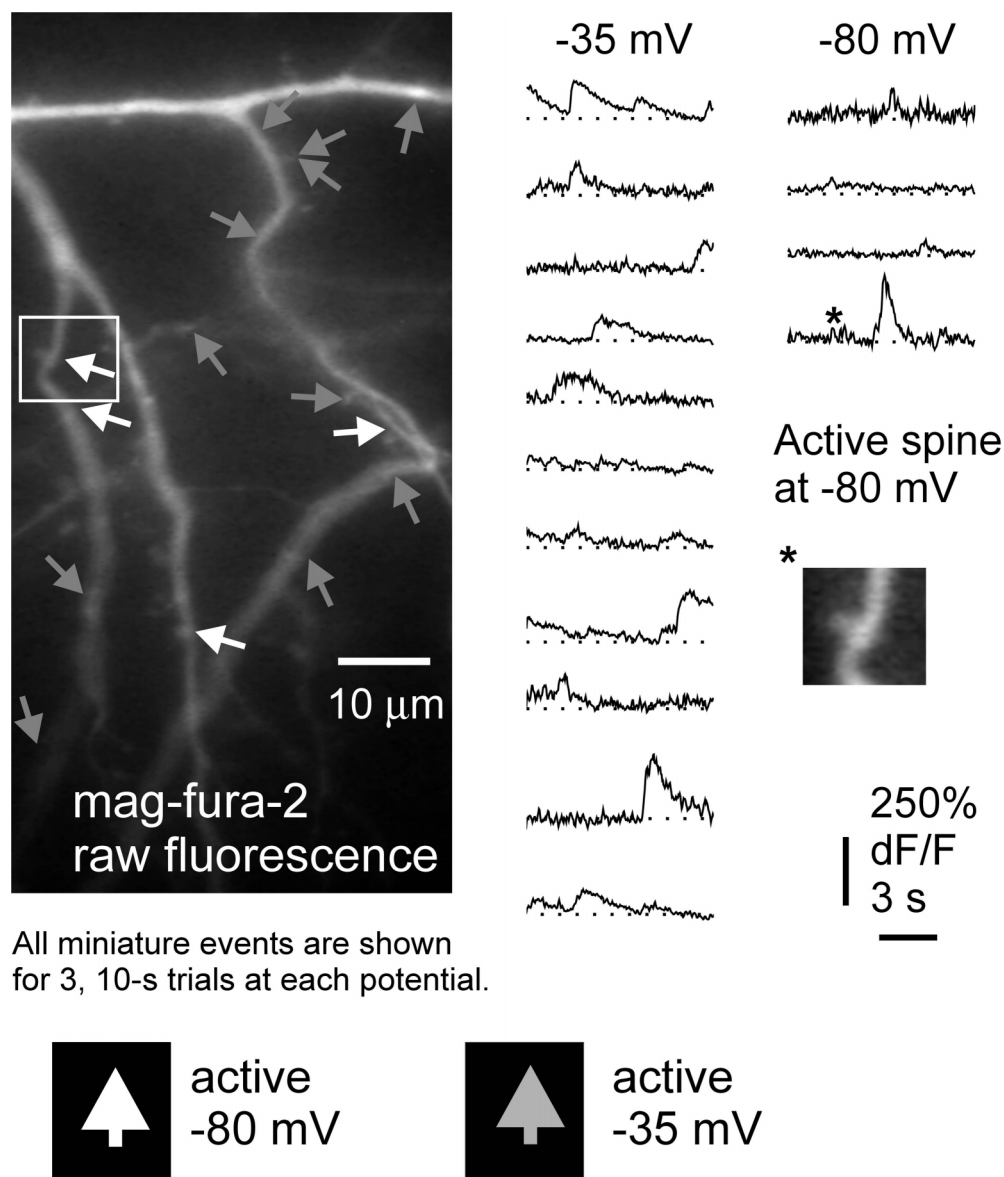 -35 mV
-80 mV
*
Active spine
at -80 mV
*
10 μm
mag-fura-2
raw fluorescence
250%
dF/F
3 s
All miniature events are shown
for 3, 10-s trials at each potential.
active
-80 mV
active
-35 mV